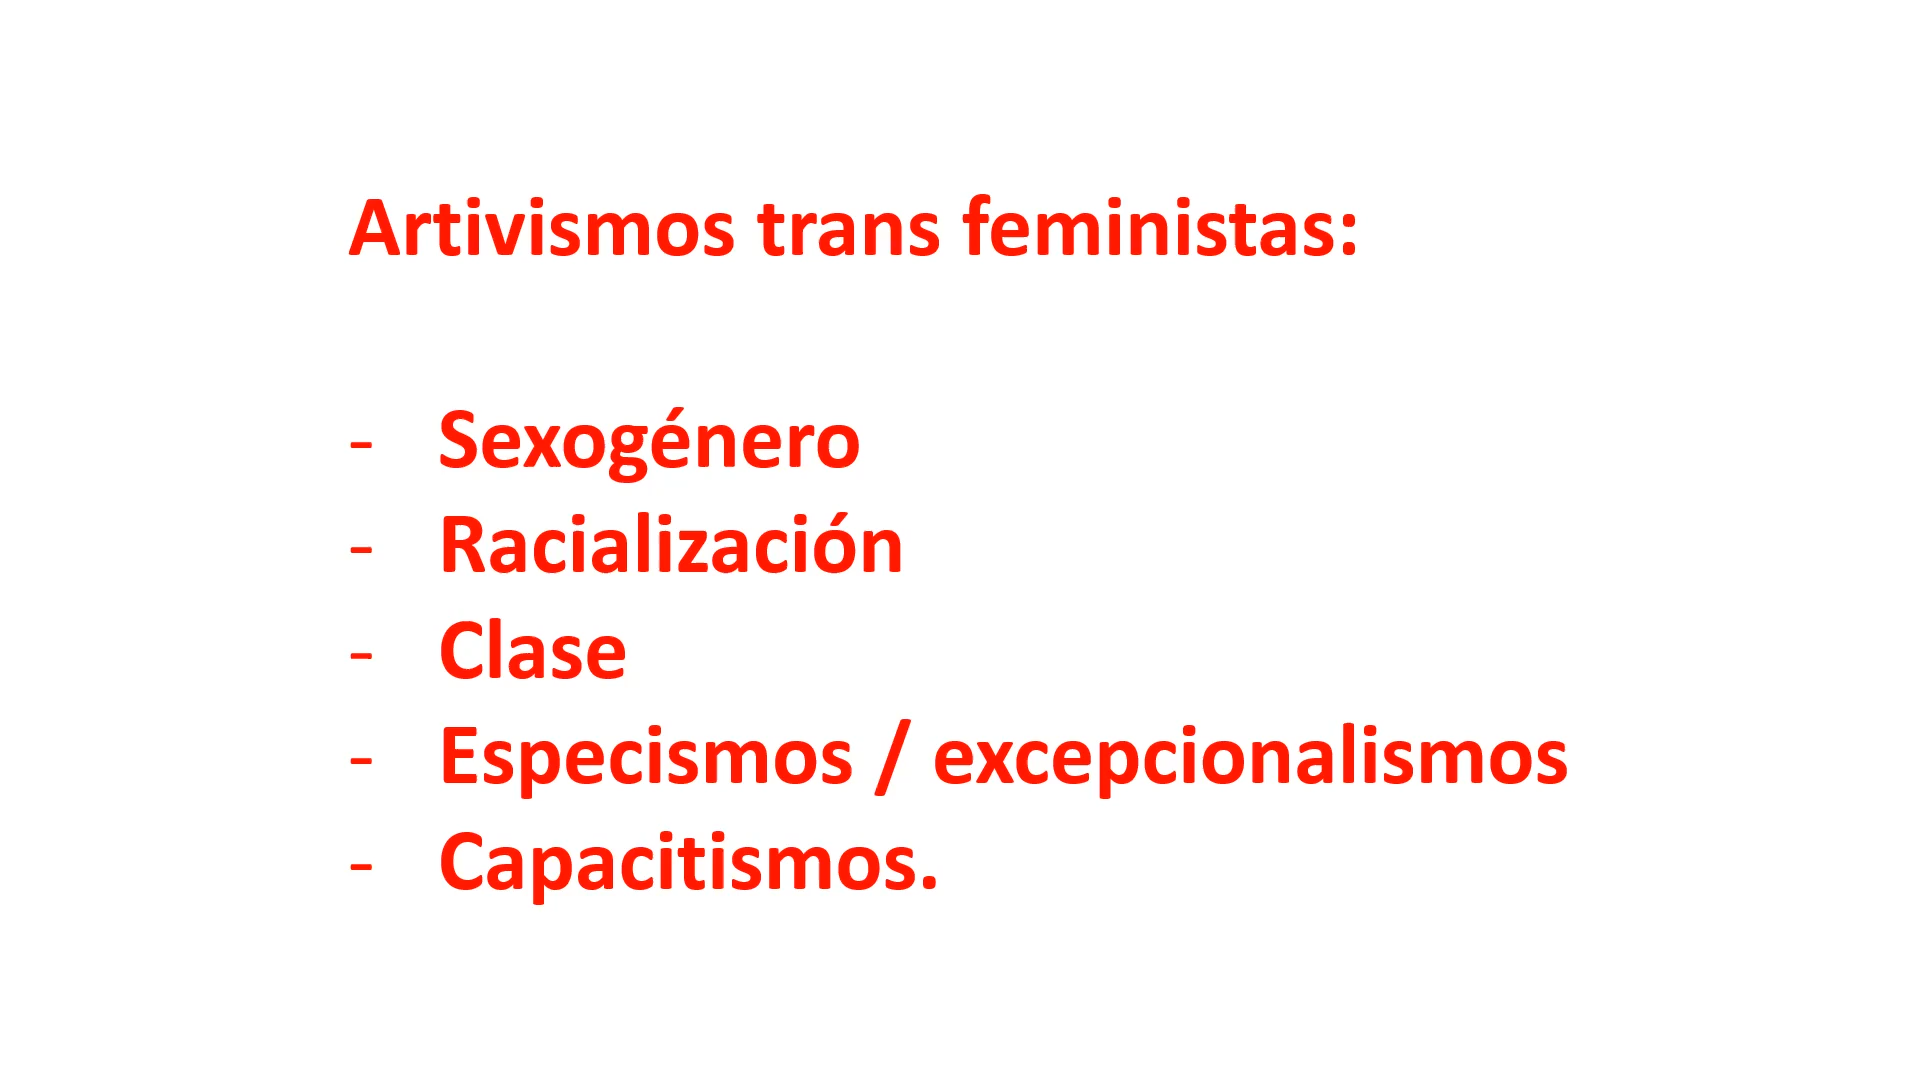 Artivismos trans feministas:
- Sexogénero
- Racialización
- Clase
- Especismos / excepcionalismos
- Capacitismos.